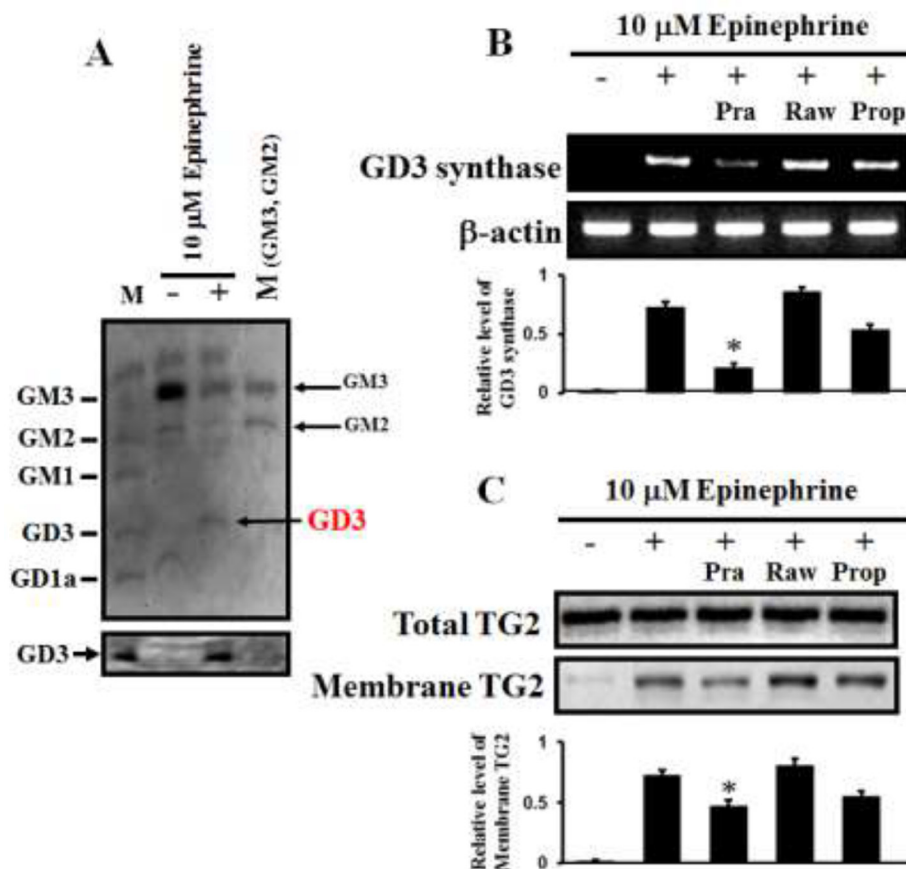 A
10 μM Epinephrine
M (GM3, GM2)
M - +
GM3
GM2
GM1
GD3
GD1a
GM3
GM2
GD3
GD3
B
10 μM Epinephrine
- + + + +
Pra Raw Prop
GD3 synthase
β-actin
Relative level of
GD3 synthase
1
0.5
0
*
C
10 μM Epinephrine
- + + + +
Pra Raw Prop
Total TG2
Membrane TG2
Relative level of
Membrane TG2
1
0.5
0
*